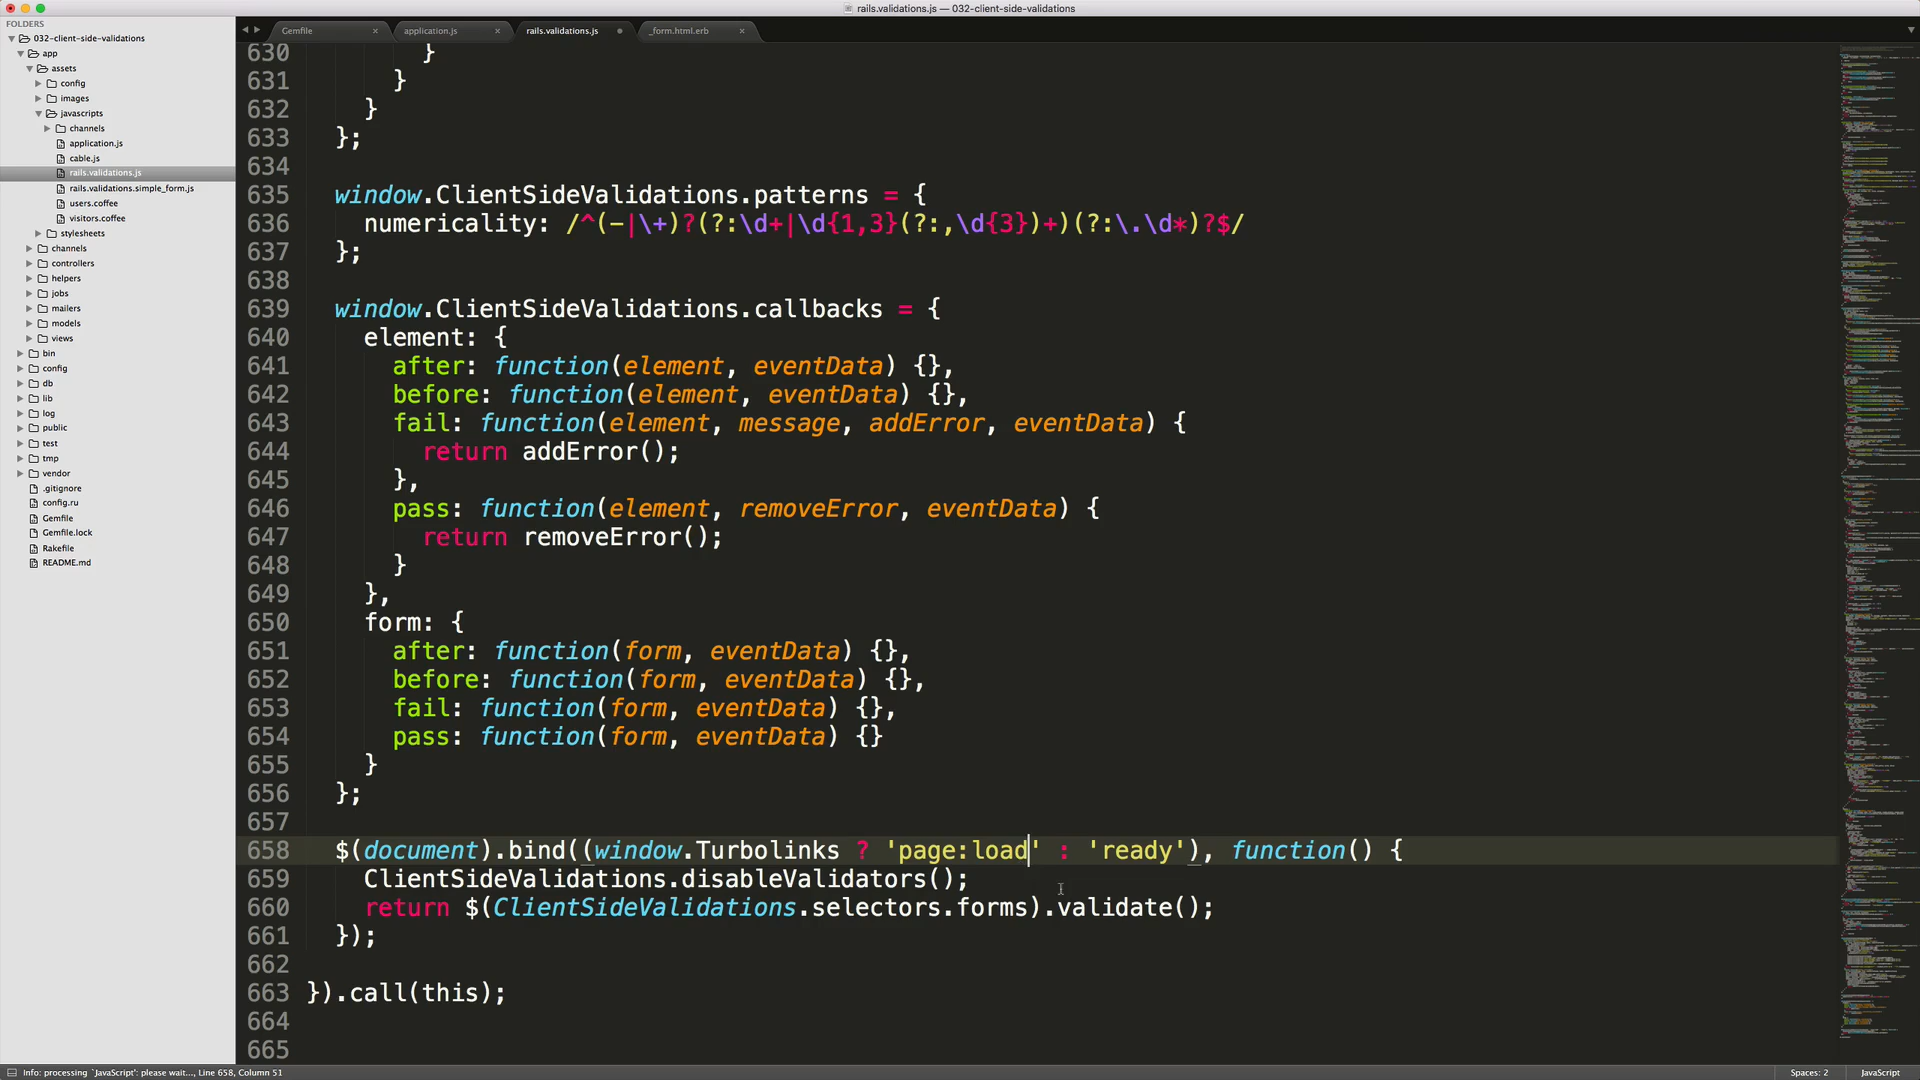 rails.validations.js — 032-client-side-validations
FOLDERS
032-client-side-validations
app
assets
config
images
javascripts
channels
application.js
cable.js
rails.validations.js
rails.validations.simple_form.js
users.coffee
visitors.coffee
stylesheets
channels
controllers
helpers
jobs
mailers
models
views
bin
config
db
lib
log
public
test
tmp
vendor
.gitignore
config.ru
Gemfile
Gemfile.lock
Rakefile
README.md
Gemfile
application.js
rails.validations.js
_form.html.erb
630 }
631 }
632 }
633 };
634
635 window.ClientSideValidations.patterns = {
636 numericality: /^(-|\+)?(?:\d+|\d{1,3}(?:,\d{3})+)(?:\.\d*)?$/
637 };
638
639 window.ClientSideValidations.callbacks = {
640 element: {
641 after: function(element, eventData) {},
642 before: function(element, eventData) {},
643 fail: function(element, message, addError, eventData) {
644 return addError();
645 },
646 pass: function(element, removeError, eventData) {
647 return removeError();
648 }
649 },
650 form: {
651 after: function(form, eventData) {},
652 before: function(form, eventData) {},
653 fail: function(form, eventData) {},
654 pass: function(form, eventData) {}
655 }
656 };
657
658 $(document).bind((window.Turbolinks ? 'page:load' : 'ready'), function() {
659 ClientSideValidations.disableValidators();
660 return $(ClientSideValidations.selectors.forms).validate();
661 });
662
663 }).call(this);
664
665
Info: processing `JavaScript': please wait..., Line 658, Column 51
Spaces: 2
JavaScript